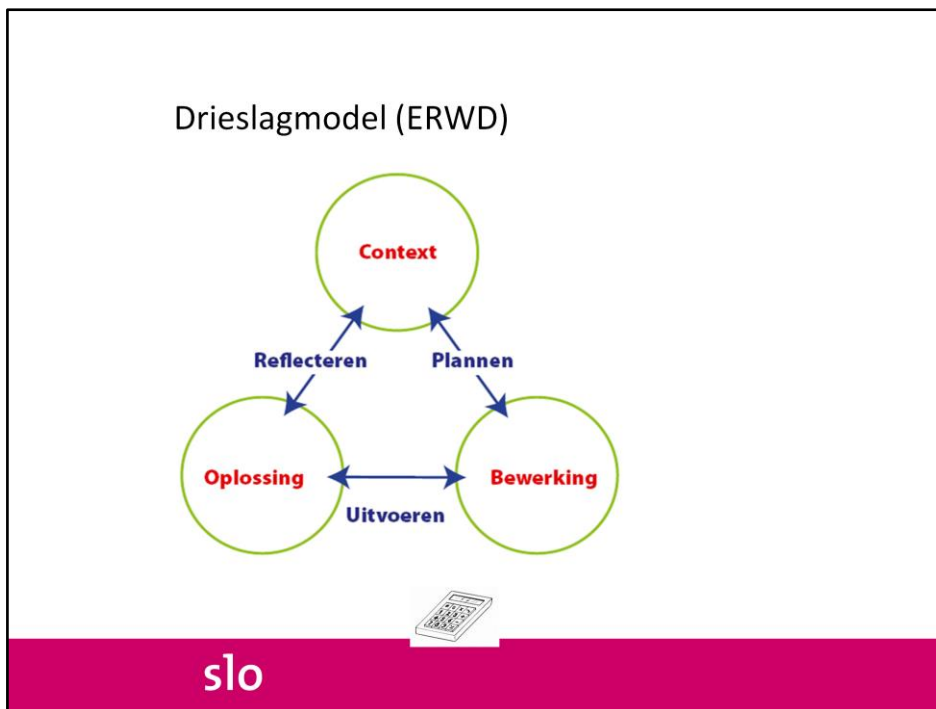 Drieslagmodel (ERWD)
Context
Reflecteren
Plannen
Oplossing
Bewerking
Uitvoeren
slo